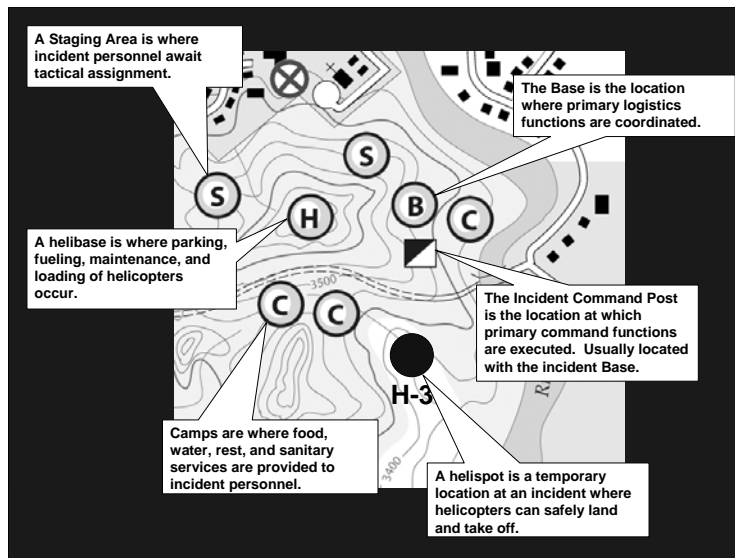 A Staging Area is where
incident personnel await
tactical assignment.
The Base is the location
where primary logistics
functions are coordinated.
S
S
B
H
C
A helibase is where parking,
fueling, maintenance, and
loading of helicopters
occur.
3500
C
C
The Incident Command Post
is the location at which
primary command functions
are executed. Usually located
with the incident Base.
H-3
Camps are where food,
water, rest, and sanitary
services are provided to
incident personnel.
3400
A helispot is a temporary
location at an incident where
helicopters can safely land
and take off.